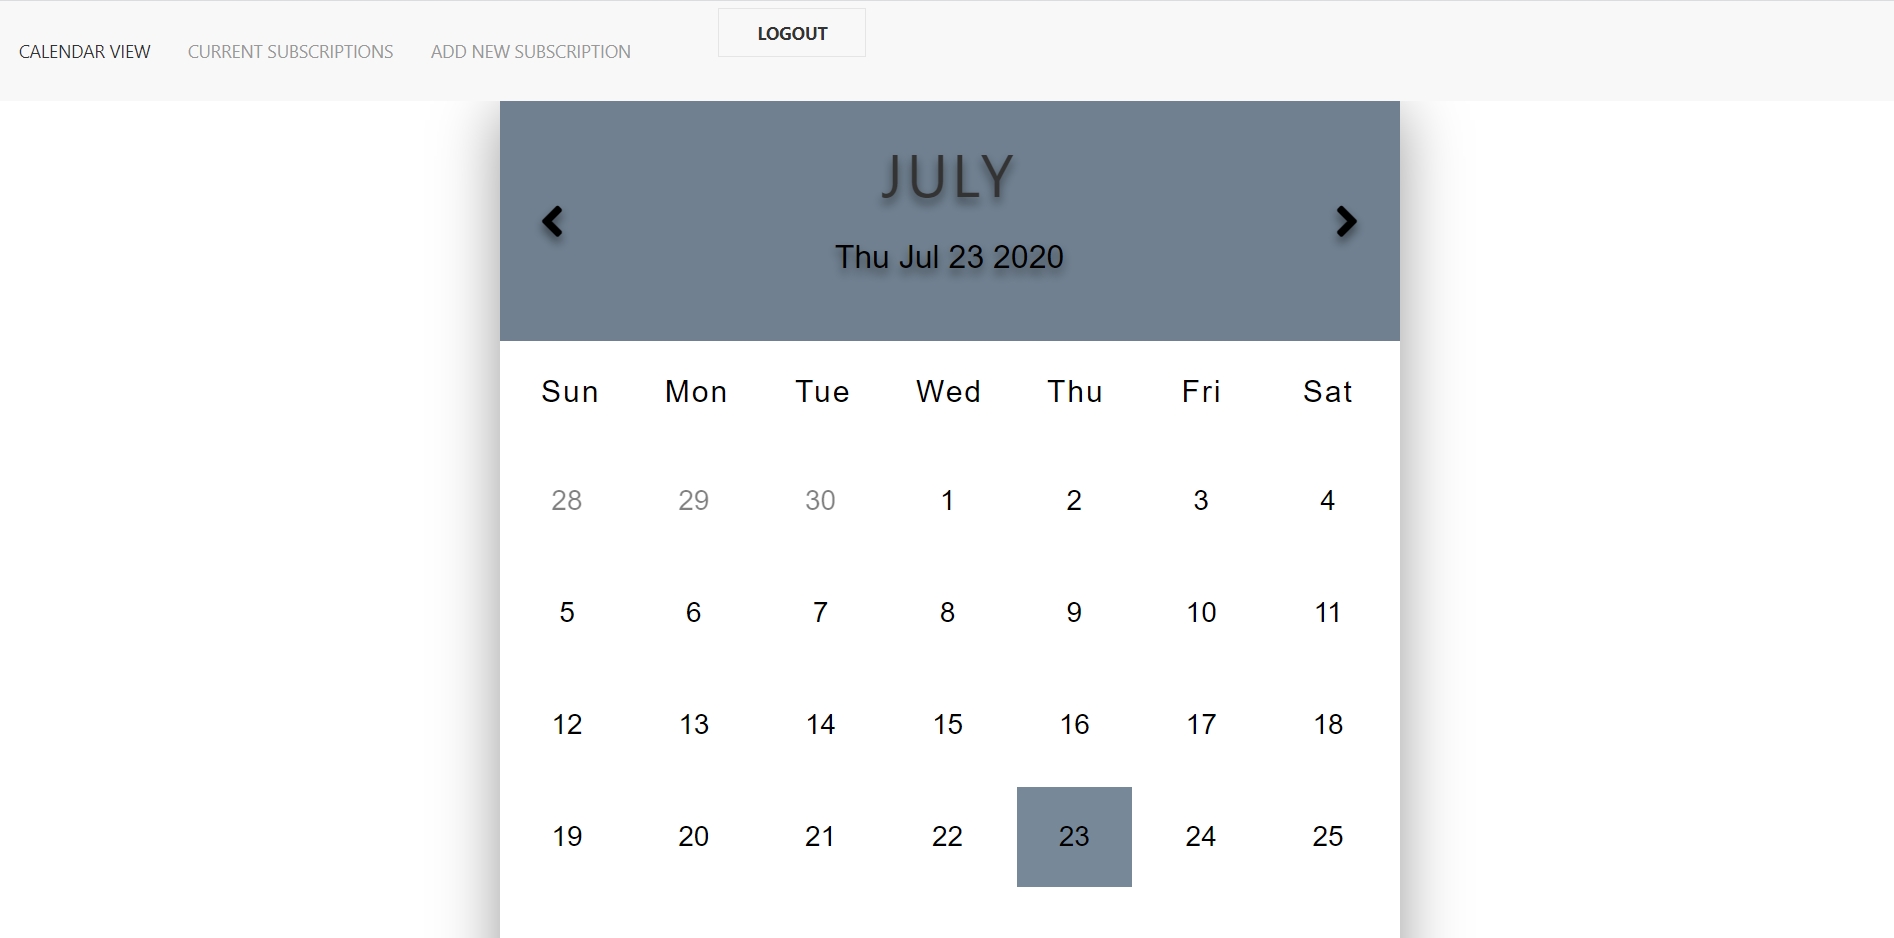 CALENDAR VIEW CURRENT SUBSCRIPTIONS ADD NEW SUBSCRIPTION LOGOUT
JULY
Thu Jul 23 2020
Sun Mon Tue Wed Thu Fri Sat
28 29 30 1 2 3 4
5 6 7 8 9 10 11
12 13 14 15 16 17 18
19 20 21 22 23 24 25